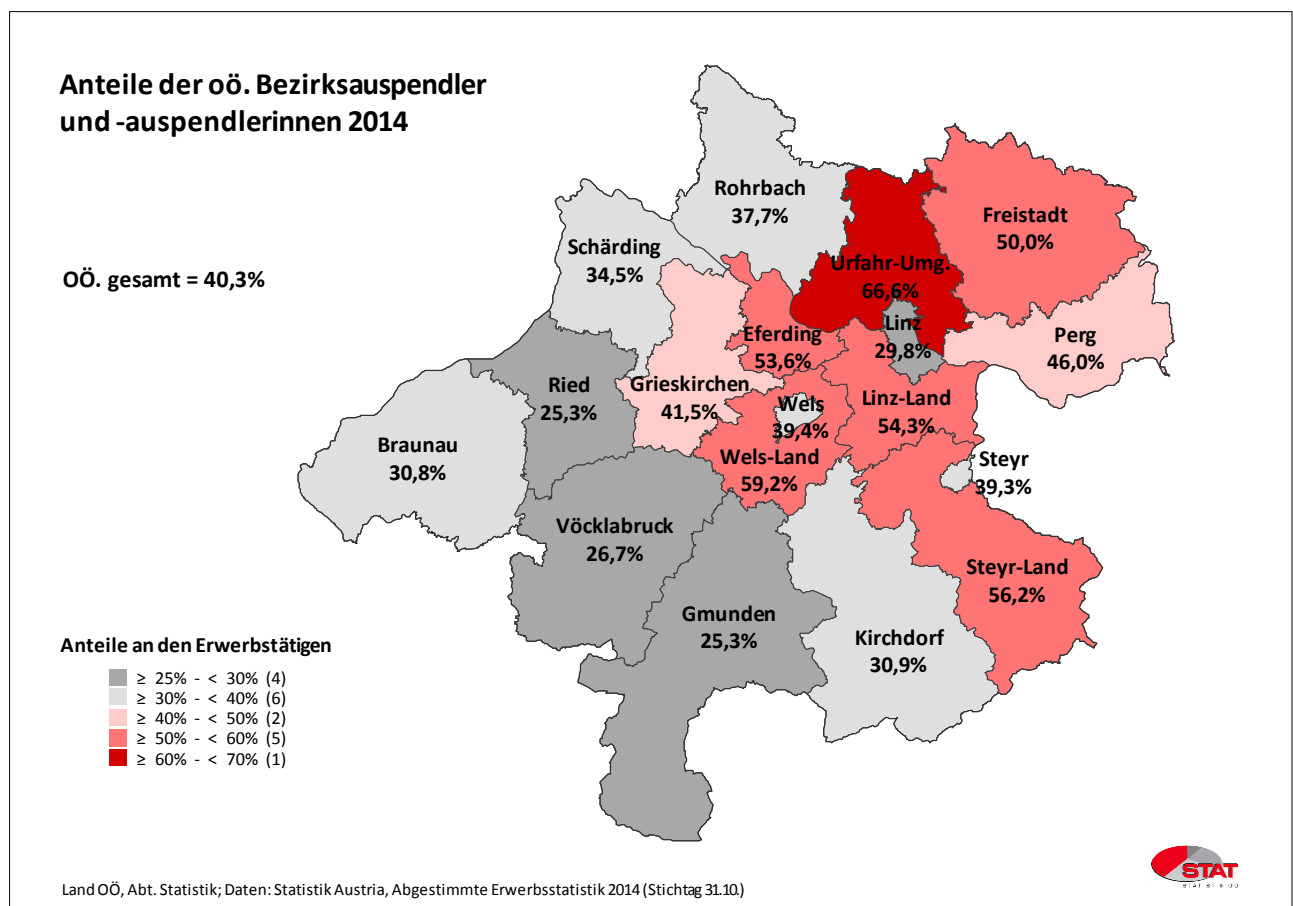 Anteile der oö. Bezirksauspendler
und -auspendlerinnen 2014
OÖ. gesamt = 40,3%
Rohrbach
37,7%
Freistadt
50,0%
Schärding
34,5%
Urfahr-Umg.
66,6%
Linz
29,8%
Eferding
53,6%
Perg
46,0%
Ried
25,3%
Grieskirchen
41,5%
Wels
39,4%
Linz-Land
54,3%
Braunau
30,8%
Wels-Land
59,2%
Steyr
39,3%
Vöcklabruck
26,7%
Steyr-Land
56,2%
Gmunden
25,3%
Kirchdorf
30,9%
Anteile an den Erwerbstätigen
≥ 25% - < 30% (4)
≥ 30% - < 40% (6)
≥ 40% - < 50% (2)
≥ 50% - < 60% (5)
≥ 60% - < 70% (1)
STAT
STATISTIK OÖ
Land OÖ, Abt. Statistik; Daten: Statistik Austria, Abgestimmte Erwerbsstatistik 2014 (Stichtag 31.10.)